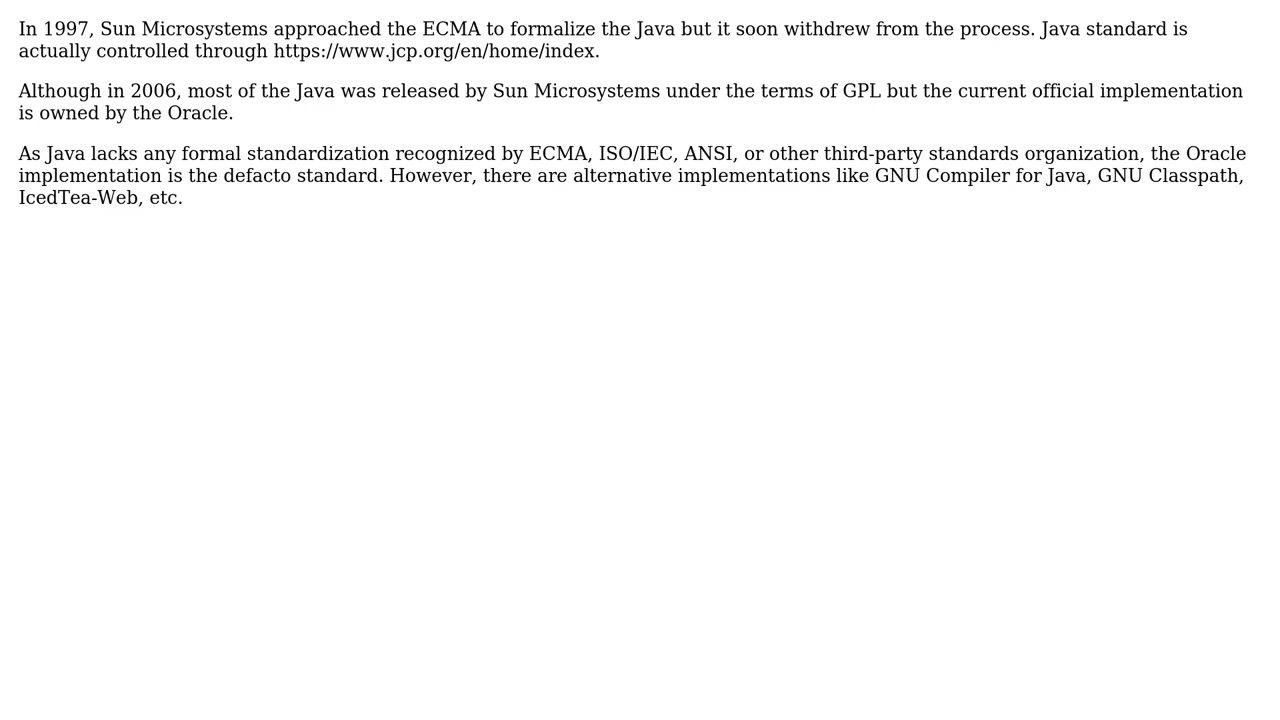 In 1997, Sun Microsystems approached the ECMA to formalize the Java but it soon withdrew from the process. Java standard is
actually controlled through https://www.jcp.org/en/home/index.
Although in 2006, most of the Java was released by Sun Microsystems under the terms of GPL but the current official implementation
is owned by the Oracle.
As Java lacks any formal standardization recognized by ECMA, ISO/IEC, ANSI, or other third-party standards organization, the Oracle
implementation is the defacto standard. However, there are alternative implementations like GNU Compiler for Java, GNU Classpath,
IcedTea-Web, etc.